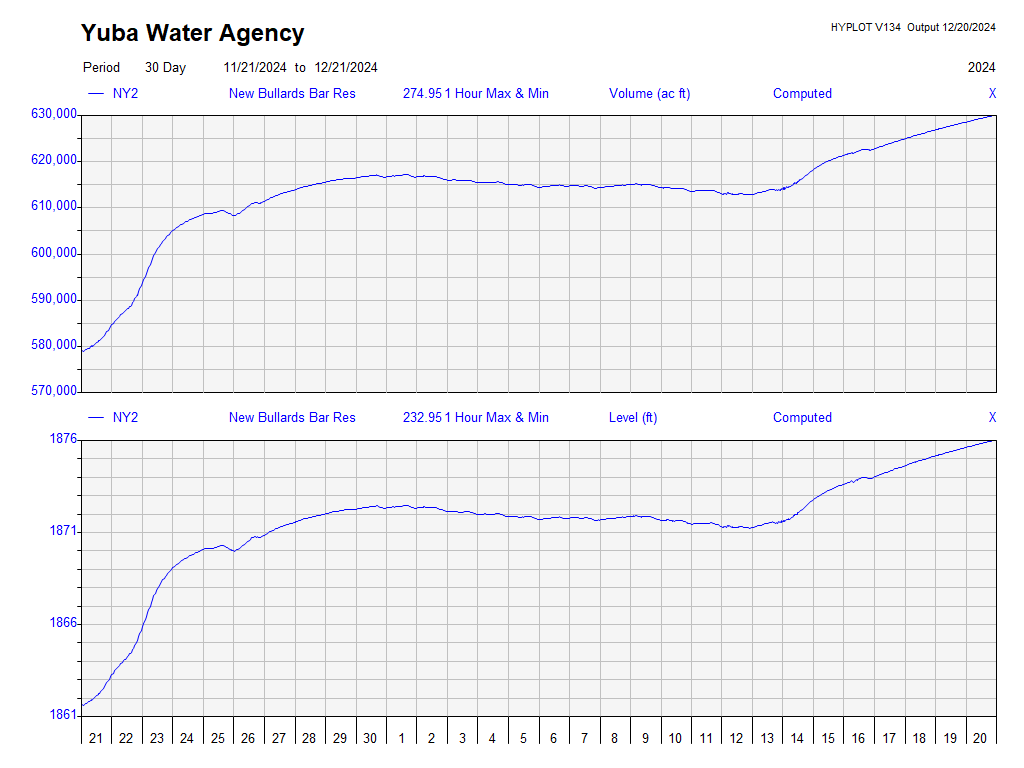 Yuba Water Agency
HYPLOT V134 Output 12/20/2024
Period 30 Day 11/21/2024 to 12/21/2024 2024
NY2 New Bullards Bar Res 274.95 1 Hour Max & Min Volume (ac ft) Computed X
630,000
620,000
610,000
600,000
590,000
580,000
570,000
NY2 New Bullards Bar Res 232.95 1 Hour Max & Min Level (ft) Computed X
1876
1871
1866
1861
21 22 23 24 25 26 27 28 29 30 1 2 3 4 5 6 7 8 9 10 11 12 13 14 15 16 17 18 19 20